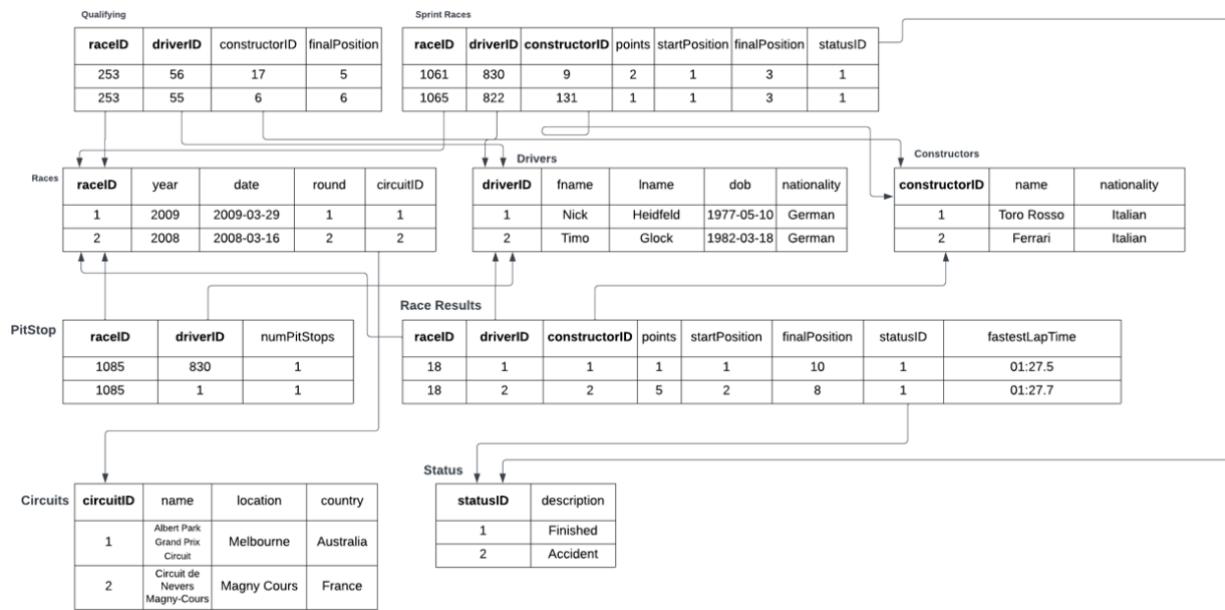 Qualifying
raceID driverID constructorID finalPosition
253 56 17 5
253 55 6 6
Sprint Races
raceID driverID constructorID points startPosition finalPosition statusID
1061 830 9 2 1 3 1
1065 822 131 1 1 3 1
Races
raceID year date round circuitID
1 2009 2009-03-29 1 1
2 2008 2008-03-16 2 2
Drivers
driverID fname lname dob nationality
1 Nick Heidfeld 1977-05-10 German
2 Timo Glock 1982-03-18 German
Constructors
constructorID name nationality
1 Toro Rosso Italian
2 Ferrari Italian
PitStop
raceID driverID numPitStops
1085 830 1
1085 1 1
Race Results
raceID driverID constructorID points startPosition finalPosition statusID fastestLapTime
18 1 1 1 1 10 1 01:27.5
18 2 2 5 2 8 1 01:27.7
Circuits
circuitID name location country
1 Albert Park
Grand Prix
Circuit Melbourne Australia
2 Circuit de
Nevers
Magny-Cours Magny Cours France
Status
statusID description
1 Finished
2 Accident